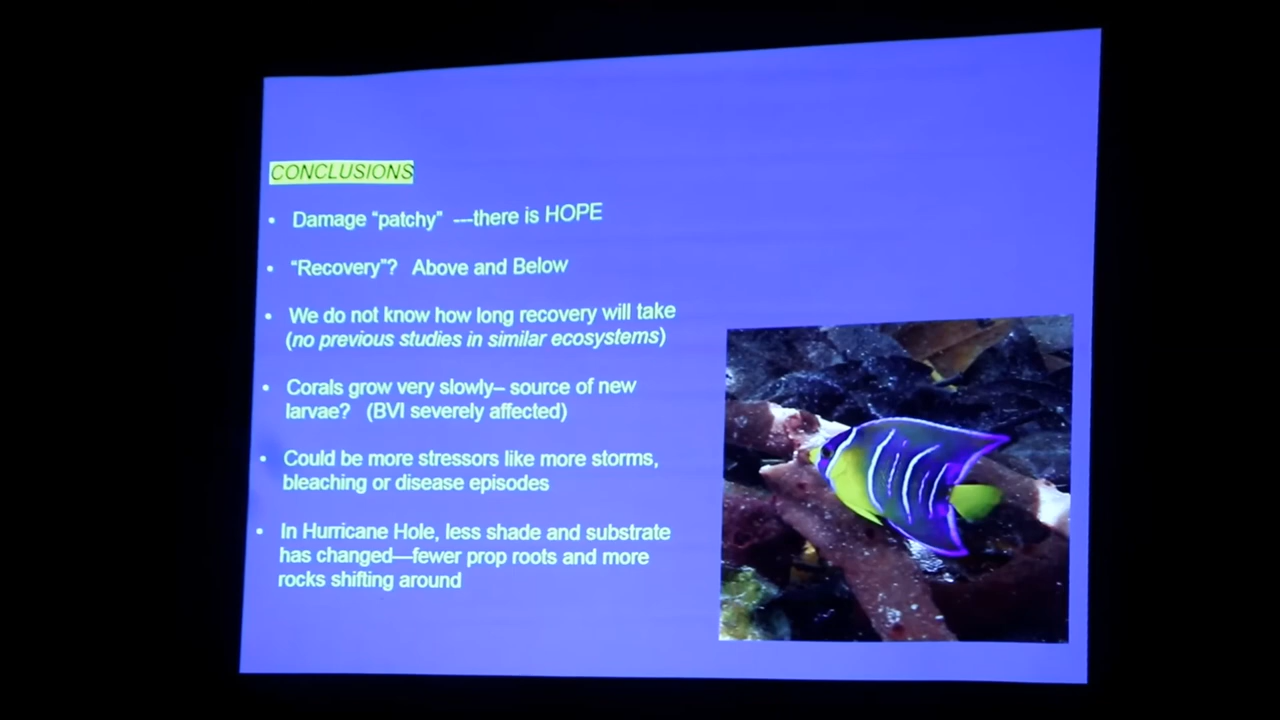 CONCLUSIONS
• Damage “patchy” ---there is HOPE
• “Recovery”? Above and Below
• We do not know how long recovery will take
(no previous studies in similar ecosystems)
• Corals grow very slowly– source of new
larvae? (BVI severely affected)
• Could be more stressors like more storms,
bleaching or disease episodes
• In Hurricane Hole, less shade and substrate
has changed—fewer prop roots and more
rocks shifting around